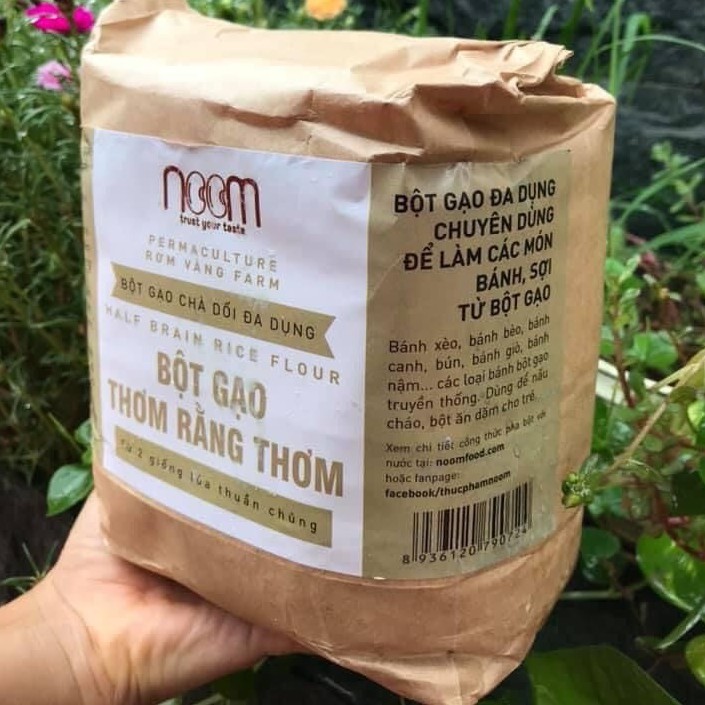 noom
trust your taste
PERMACULTURE
RƠM VÀNG FARM
BỘT GẠO CHÀ DỐI ĐA DỤNG
HALF BRAIN RICE FLOUR
BỘT GẠO
THƠM RẰNG THƠM
Từ 2 giống lúa thuần chủng
BỘT GẠO ĐA DỤNG
CHUYÊN DÙNG
ĐỂ LÀM CÁC MÓN
BÁNH, SỢI
TỪ BỘT GẠO
Bánh xèo, bánh bèo, bánh
canh, bún, bánh giò, bánh
nậm... các loại bánh bột gạo
truyền thống. Dùng để nấu
cháo, bột ăn dặm cho trẻ.
Xem chi tiết công thức pha bột với
nước tại: noomfood.com
hoặc fanpage:
facebook/thucphamnoom
8 936120 790724